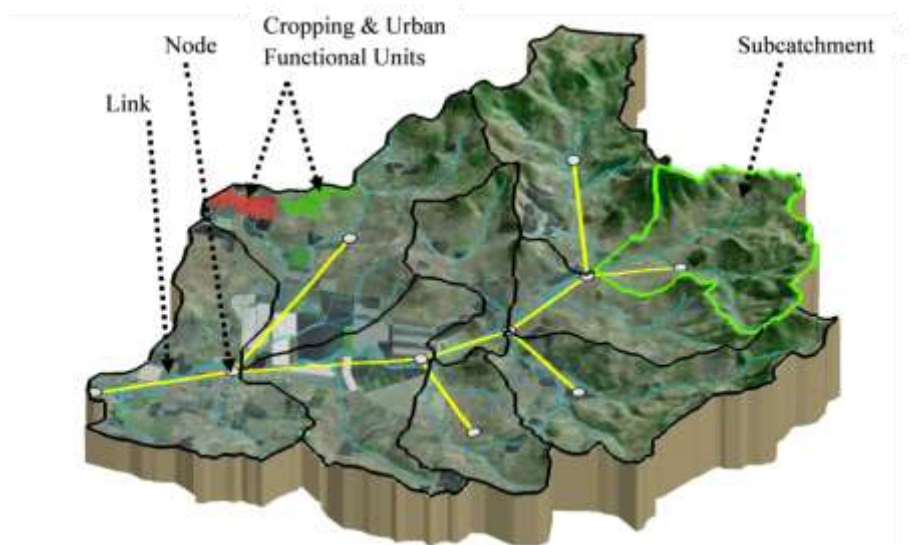 Cropping & Urban
Functional Units
Node
Subcatchment
Link